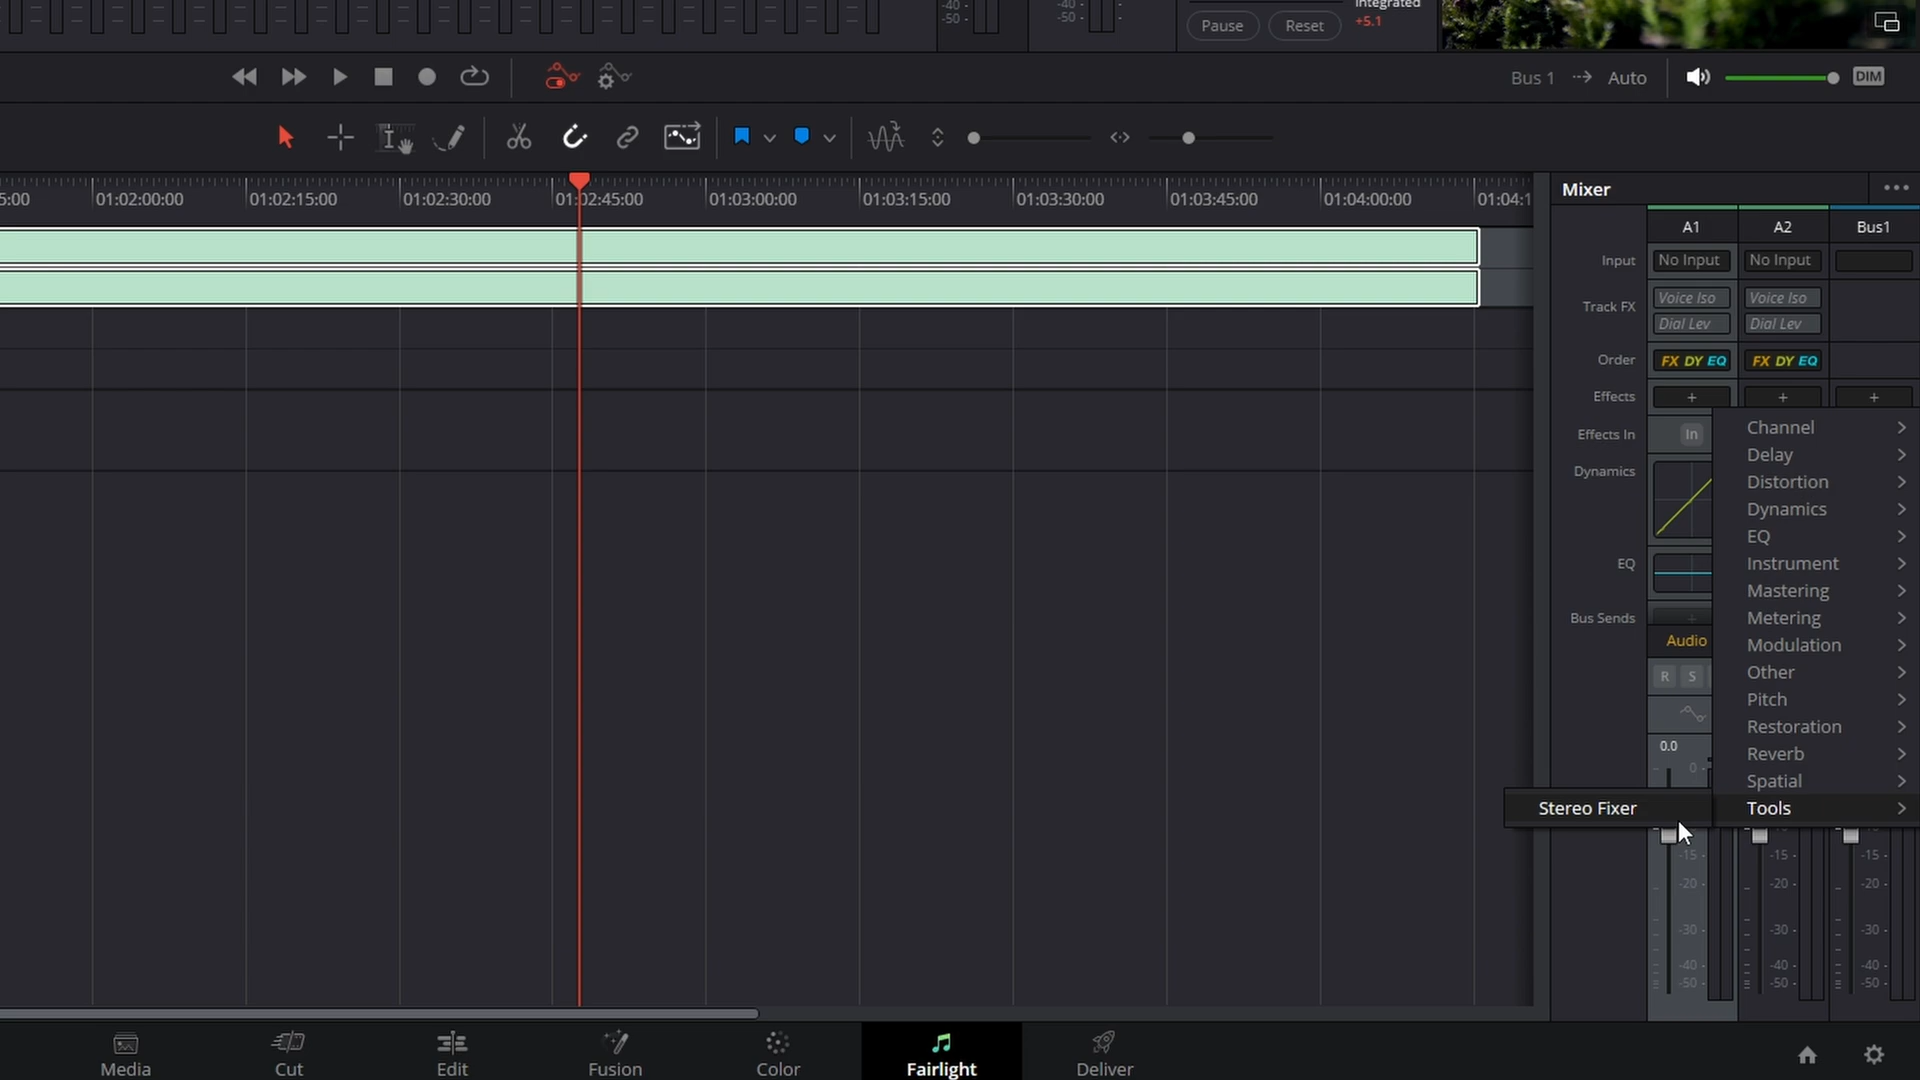 -40 -
-50 -
-40 -
-50 -
Pause
Reset
Integrated
+5.1
Bus 1
Auto
DIM
5:00
01:02:00:00
01:02:15:00
01:02:30:00
01:02:45:00
01:03:00:00
01:03:15:00
01:03:30:00
01:03:45:00
01:04:00:00
01:04:1
Mixer
A1
A2
Bus1
Input
No Input
No Input
Track FX
Voice Iso
Voice Iso
Dial Lev
Dial Lev
Order
FX DY EQ
FX DY EQ
Effects
+
+
+
Effects In
In
Dynamics
EQ
Bus Sends
Audio
R
S
0.0
0 -
Channel
Delay
Distortion
Dynamics
EQ
Instrument
Mastering
Metering
Modulation
Other
Pitch
Restoration
Reverb
Spatial
Tools
Stereo Fixer
-15 -
-15 -
-15 -
-20 -
-20 -
-20 -
-30 -
-30 -
-30 -
-40 -
-40 -
-40 -
-50 -
-50 -
-50 -
Media
Cut
Edit
Fusion
Color
Fairlight
Deliver